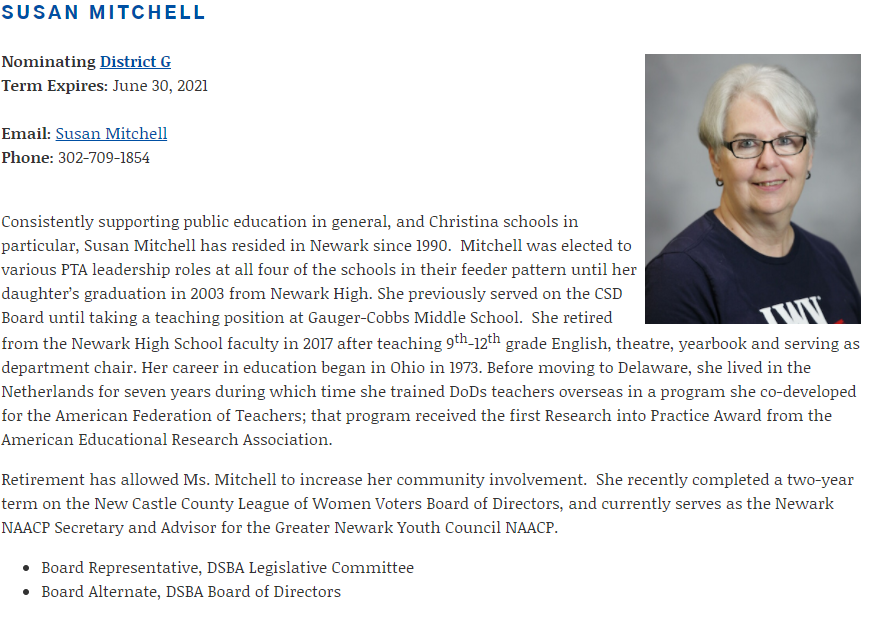 SUSAN MITCHELL
Nominating District G
Term Expires: June 30, 2021
Email: Susan Mitchell
Phone: 302-709-1854
Consistently supporting public education in general, and Christina schools in
particular, Susan Mitchell has resided in Newark since 1990.  Mitchell was elected to
various PTA leadership roles at all four of the schools in their feeder pattern until her
daughter's graduation in 2003 from Newark High. She previously served on the CSD
Board until taking a teaching position at Gauger-Cobbs Middle School.  She retired
from the Newark High School faculty in 2017 after teaching 9th-12th grade English, theatre, yearbook and serving as
department chair. Her career in education began in Ohio in 1973. Before moving to Delaware, she lived in the
Netherlands for seven years during which time she trained DoDs teachers overseas in a program she co-developed
for the American Federation of Teachers; that program received the first Research into Practice Award from the
American Educational Research Association.
Retirement has allowed Ms. Mitchell to increase her community involvement.  She recently completed a two-year
term on the New Castle County League of Women Voters Board of Directors, and currently serves as the Newark
NAACP Secretary and Advisor for the Greater Newark Youth Council NAACP.
• Board Representative, DSBA Legislative Committee
• Board Alternate, DSBA Board of Directors